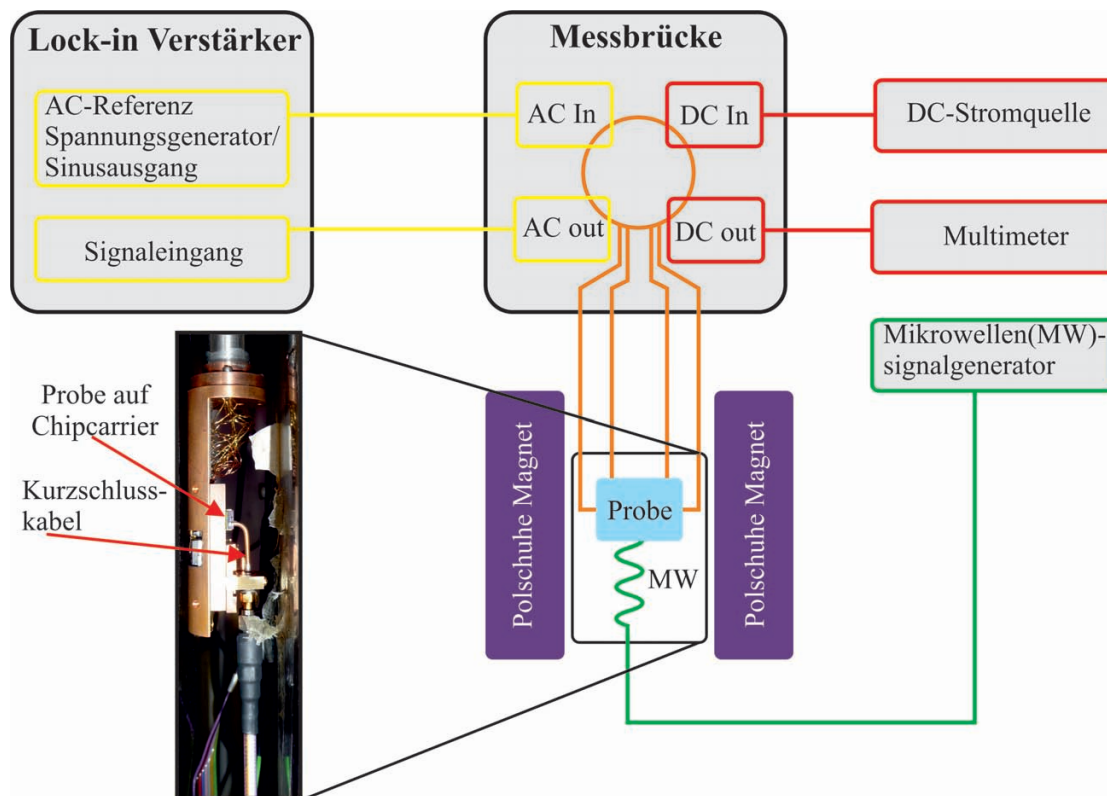 Lock-in Verstärker
AC-Referenz
Spannungsgenerator/
Sinusausgang
Signaleingang
Messbrücke
AC In
DC In
AC out
DC out
DC-Stromquelle
Multimeter
Mikrowellen(MW)-
signalgenerator
Probe auf
Chipcarrier
Kurzschluss-
kabel
Polschuhe Magnet
Probe
MW
Polschuhe Magnet